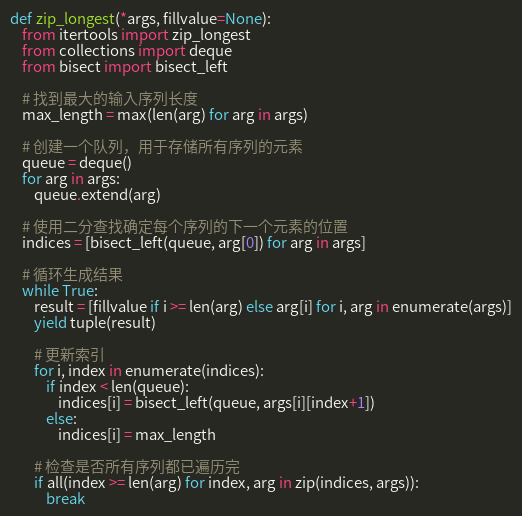 def zip_longest(*args, fillvalue=None):
from itertools import zip_longest
from collections import deque
from bisect import bisect_left
# 找到最大的输入序列长度
max_length = max(len(arg) for arg in args)
# 创建一个队列，用于存储所有序列的元素
queue = deque()
for arg in args:
queue.extend(arg)
# 使用二分查找确定每个序列的下一个元素的位置
indices = [bisect_left(queue, arg[0]) for arg in args]
# 循环生成结果
while True:
result = [fillvalue if i >= len(arg) else arg[i] for i, arg in enumerate(args)]
yield tuple(result)
# 更新索引
for i, index in enumerate(indices):
if index < len(queue):
indices[i] = bisect_left(queue, args[i][index+1])
else:
indices[i] = max_length
# 检查是否所有序列都已遍历完
if all(index >= len(arg) for index, arg in zip(indices, args)):
break